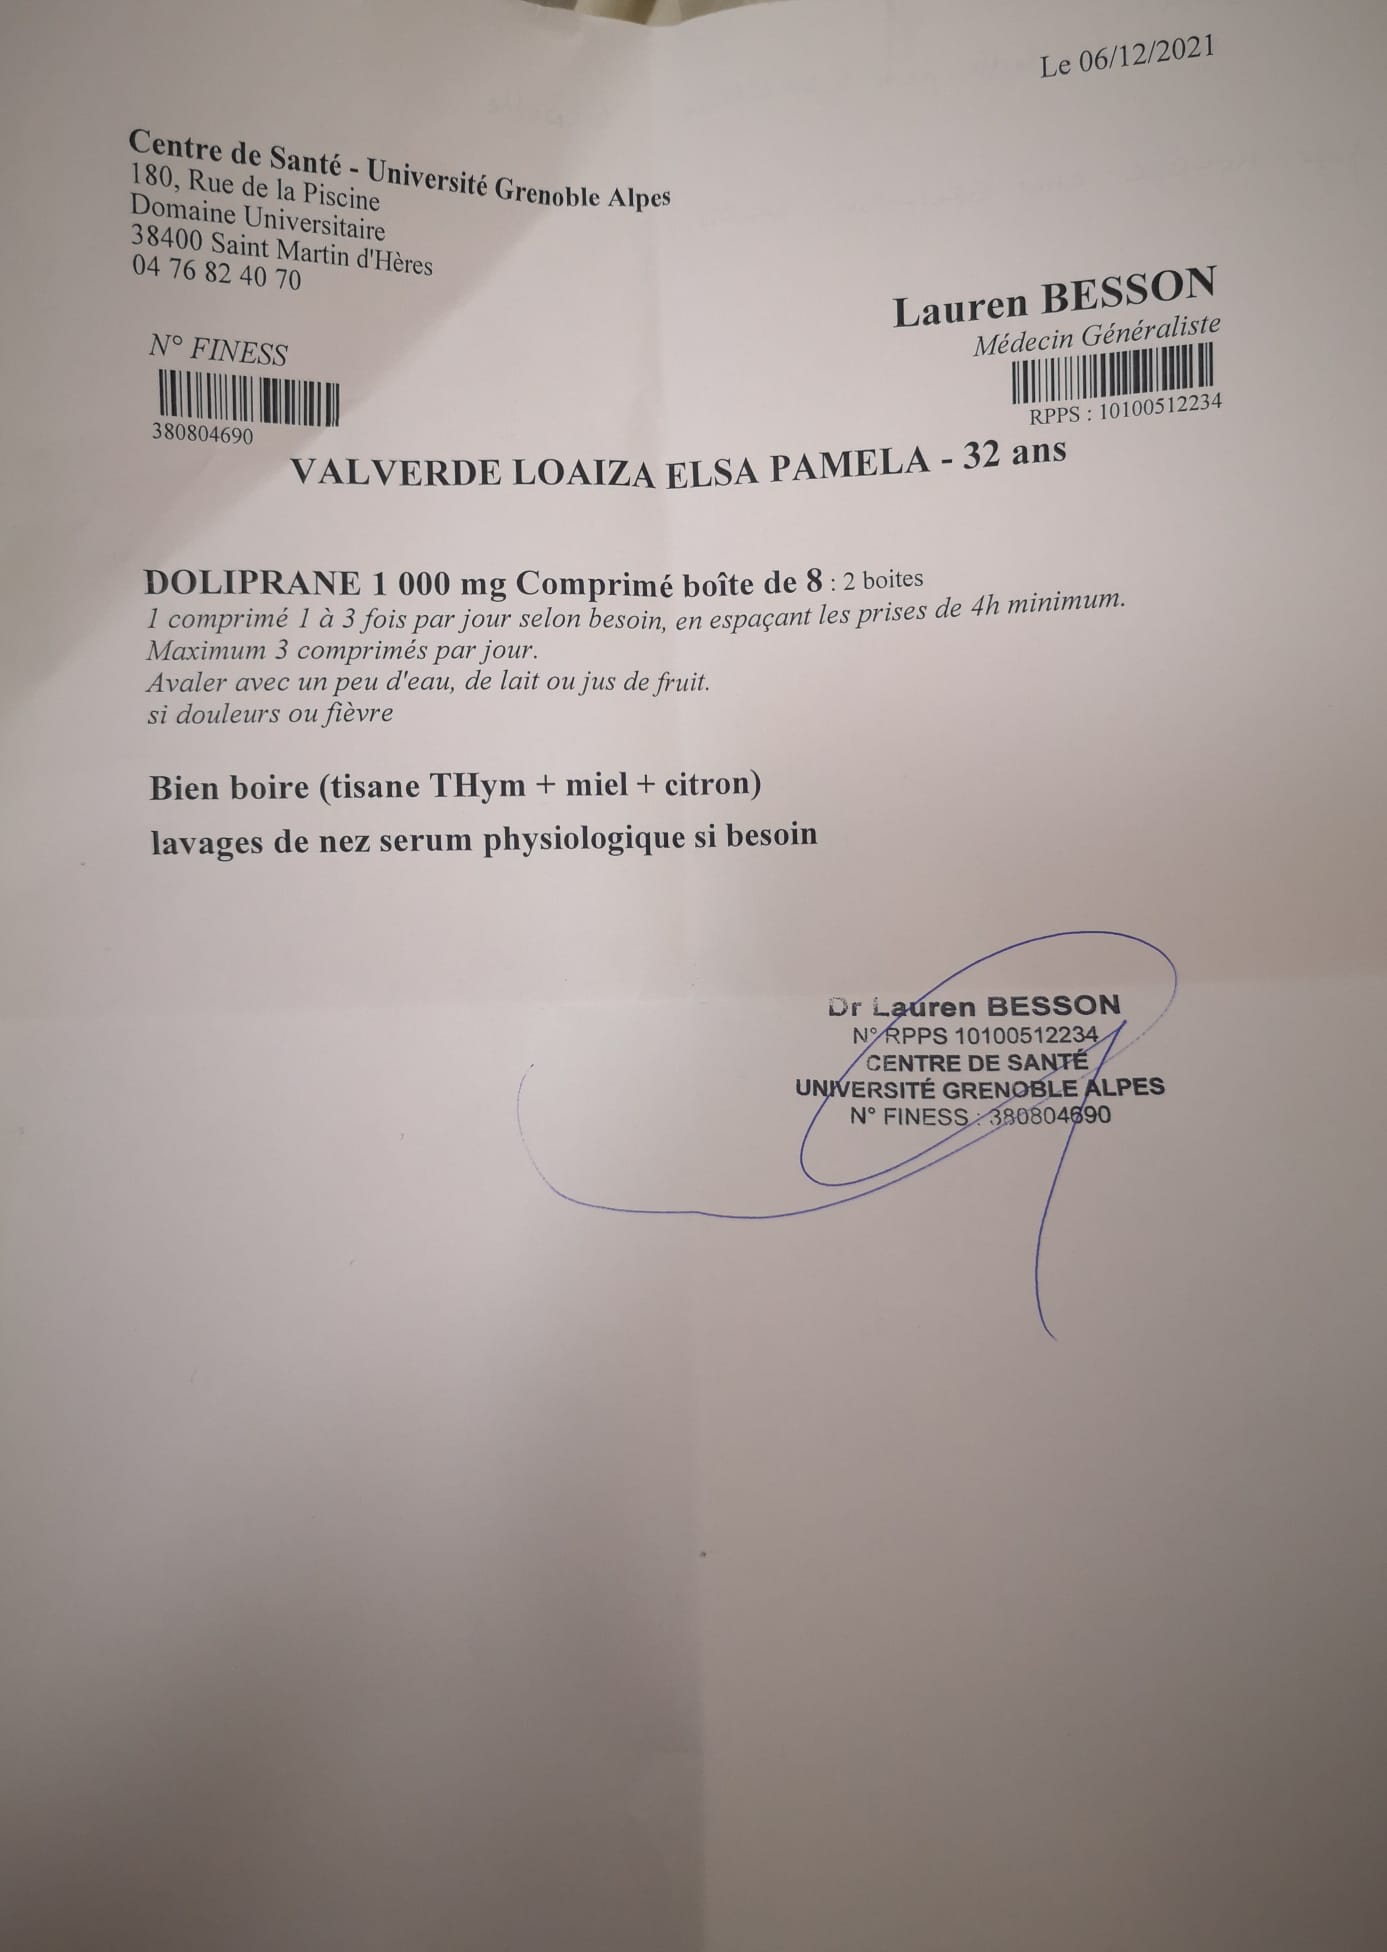 Le 06/12/2021
Centre de Santé - Université Grenoble Alpes
180, Rue de la Piscine
Domaine Universitaire
38400 Saint Martin d'Hères
04 76 82 40 70
Lauren BESSON
Médecin Généraliste
RPPS : 10100512234
N° FINESS
380804690
VALVERDE LOAIZA ELSA PAMELA - 32 ans
DOLIPRANE 1 000 mg Comprimé boîte de 8 : 2 boites
1 comprimé 1 à 3 fois par jour selon besoin, en espaçant les prises de 4h minimum.
Maximum 3 comprimés par jour.
Avaler avec un peu d'eau, de lait ou jus de fruit.
si douleurs ou fièvre
Bien boire (tisane THym + miel + citron)
lavages de nez serum physiologique si besoin
Dr Lauren BESSON
N° RPPS 10100512234
CENTRE DE SANTÉ
UNIVERSITÉ GRENOBLE ALPES
N° FINESS : 380804690